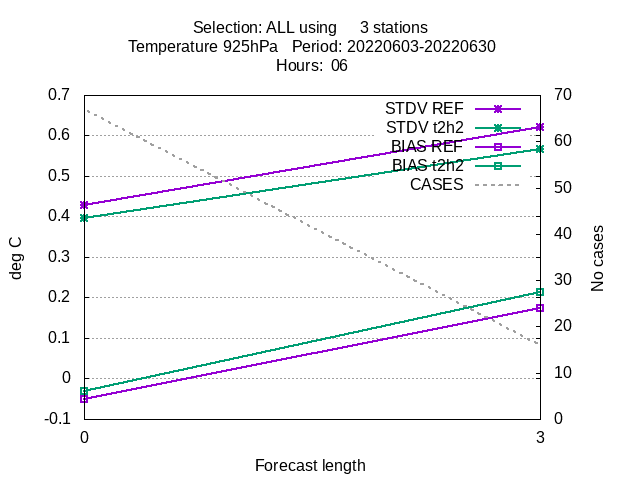 Selection: ALL using 3 stations
Temperature 925hPa Period: 20220603-20220630
Hours: 06
0.7
0.6
0.5
0.4
0.3
0.2
0.1
0
-0.1
deg C
STDV REF
STDV t2h2
BIAS REF
BIAS t2h2
CASES
70
60
50
40
30
20
10
0
No cases
0
3
Forecast length